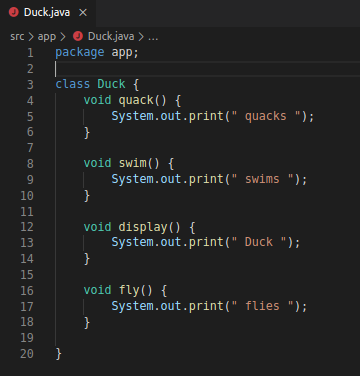 Duck.java ×
src > app > Duck.java > ...
1 package app;
2
3 class Duck {
4     void quack() {
5         System.out.print(" quacks ");
6     }
7
8     void swim() {
9         System.out.print(" swims ");
10     }
11
12     void display() {
13         System.out.print(" Duck ");
14     }
15
16     void fly() {
17         System.out.print(" flies ");
18     }
19
20 }